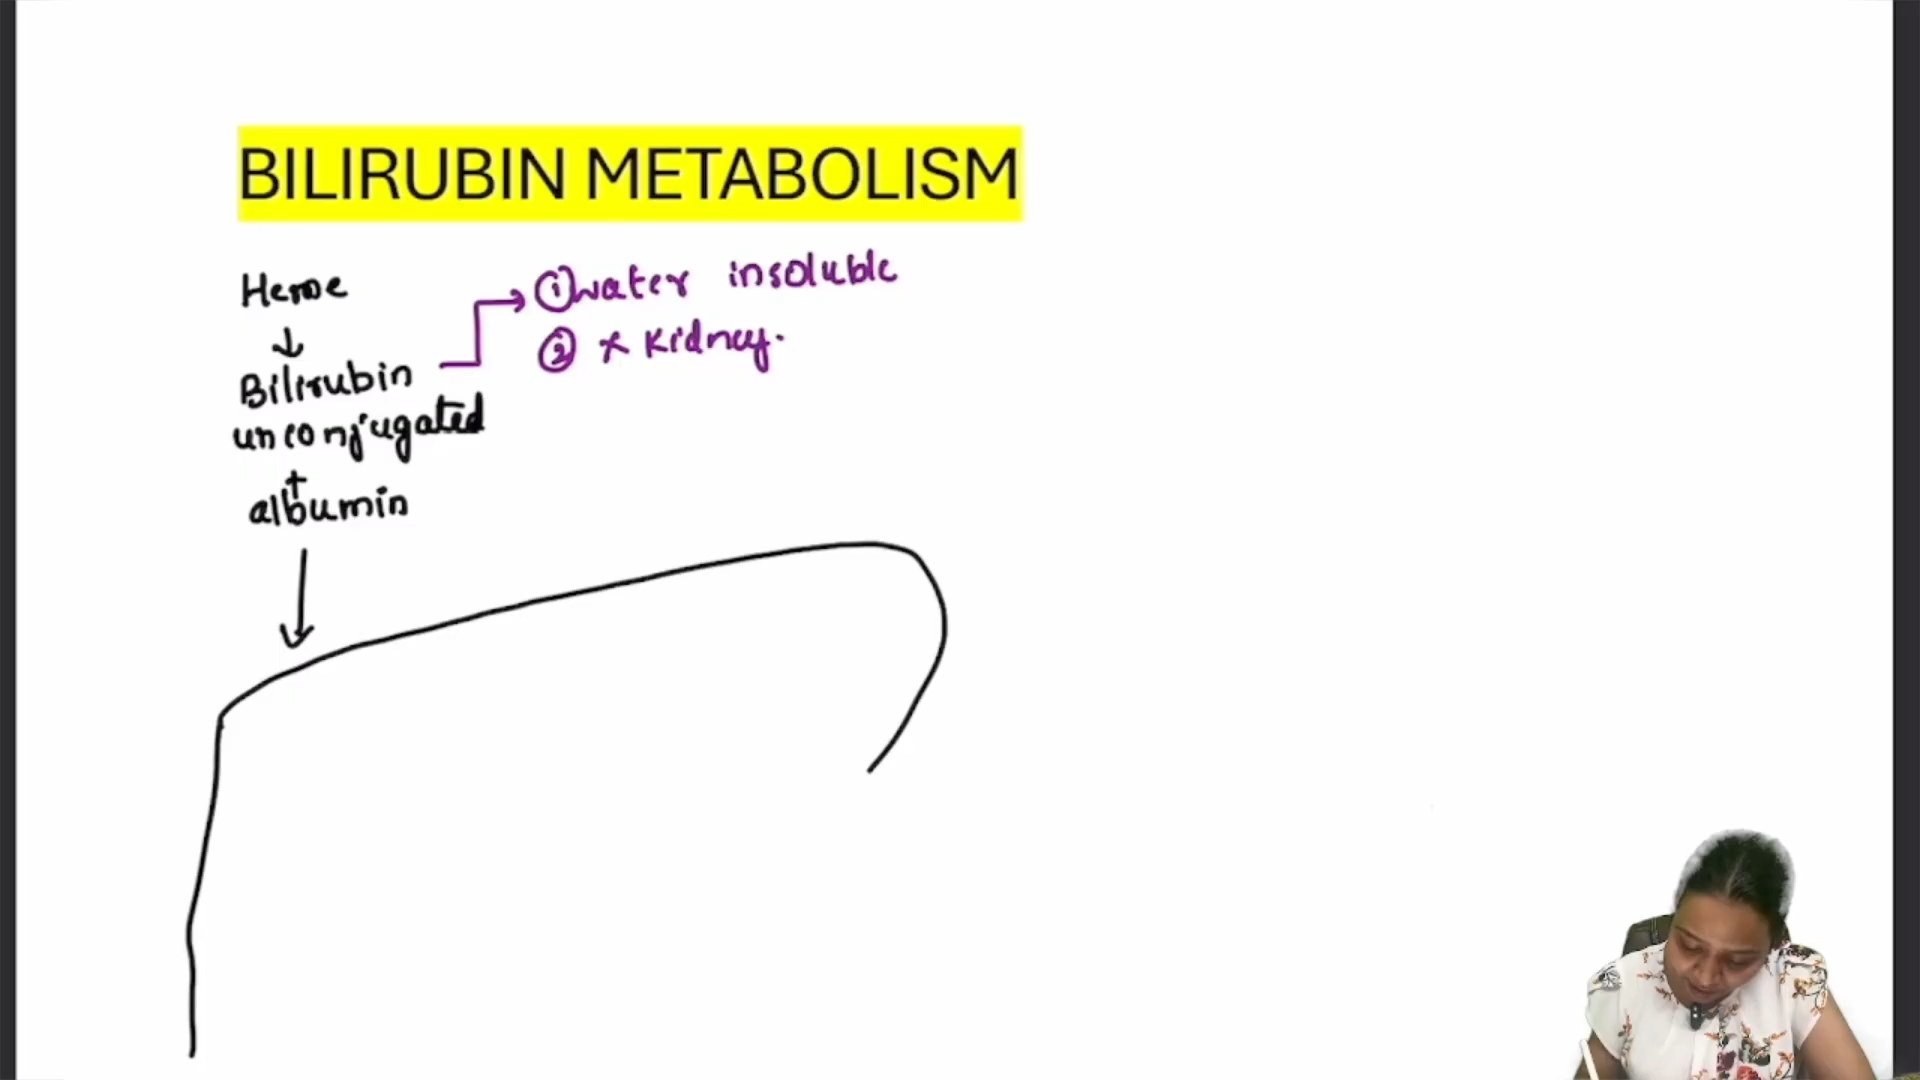 BILIRUBIN METABOLISM
Heme
↓
Bilirubin
unconjugated
+
albumin
↓
→ ① water insoluble
② x Kidney.